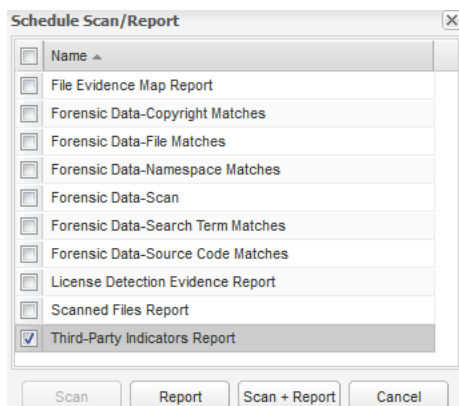 Schedule Scan/Report
Name
File Evidence Map Report
Forensic Data-Copyright Matches
Forensic Data-File Matches
Forensic Data-Namespace Matches
Forensic Data-Scan
Forensic Data-Search Term Matches
Forensic Data-Source Code Matches
License Detection Evidence Report
Scanned Files Report
Third-Party Indicators Report
Scan Report Scan + Report Cancel